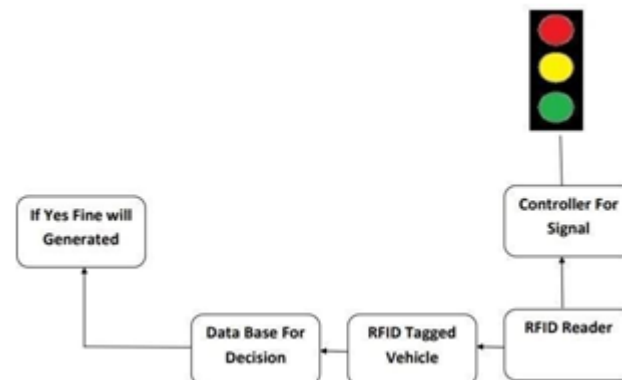 If Yes Fine will
Generated
Controller For
Signal
Data Base For
Decision
RFID Tagged
Vehicle
RFID Reader